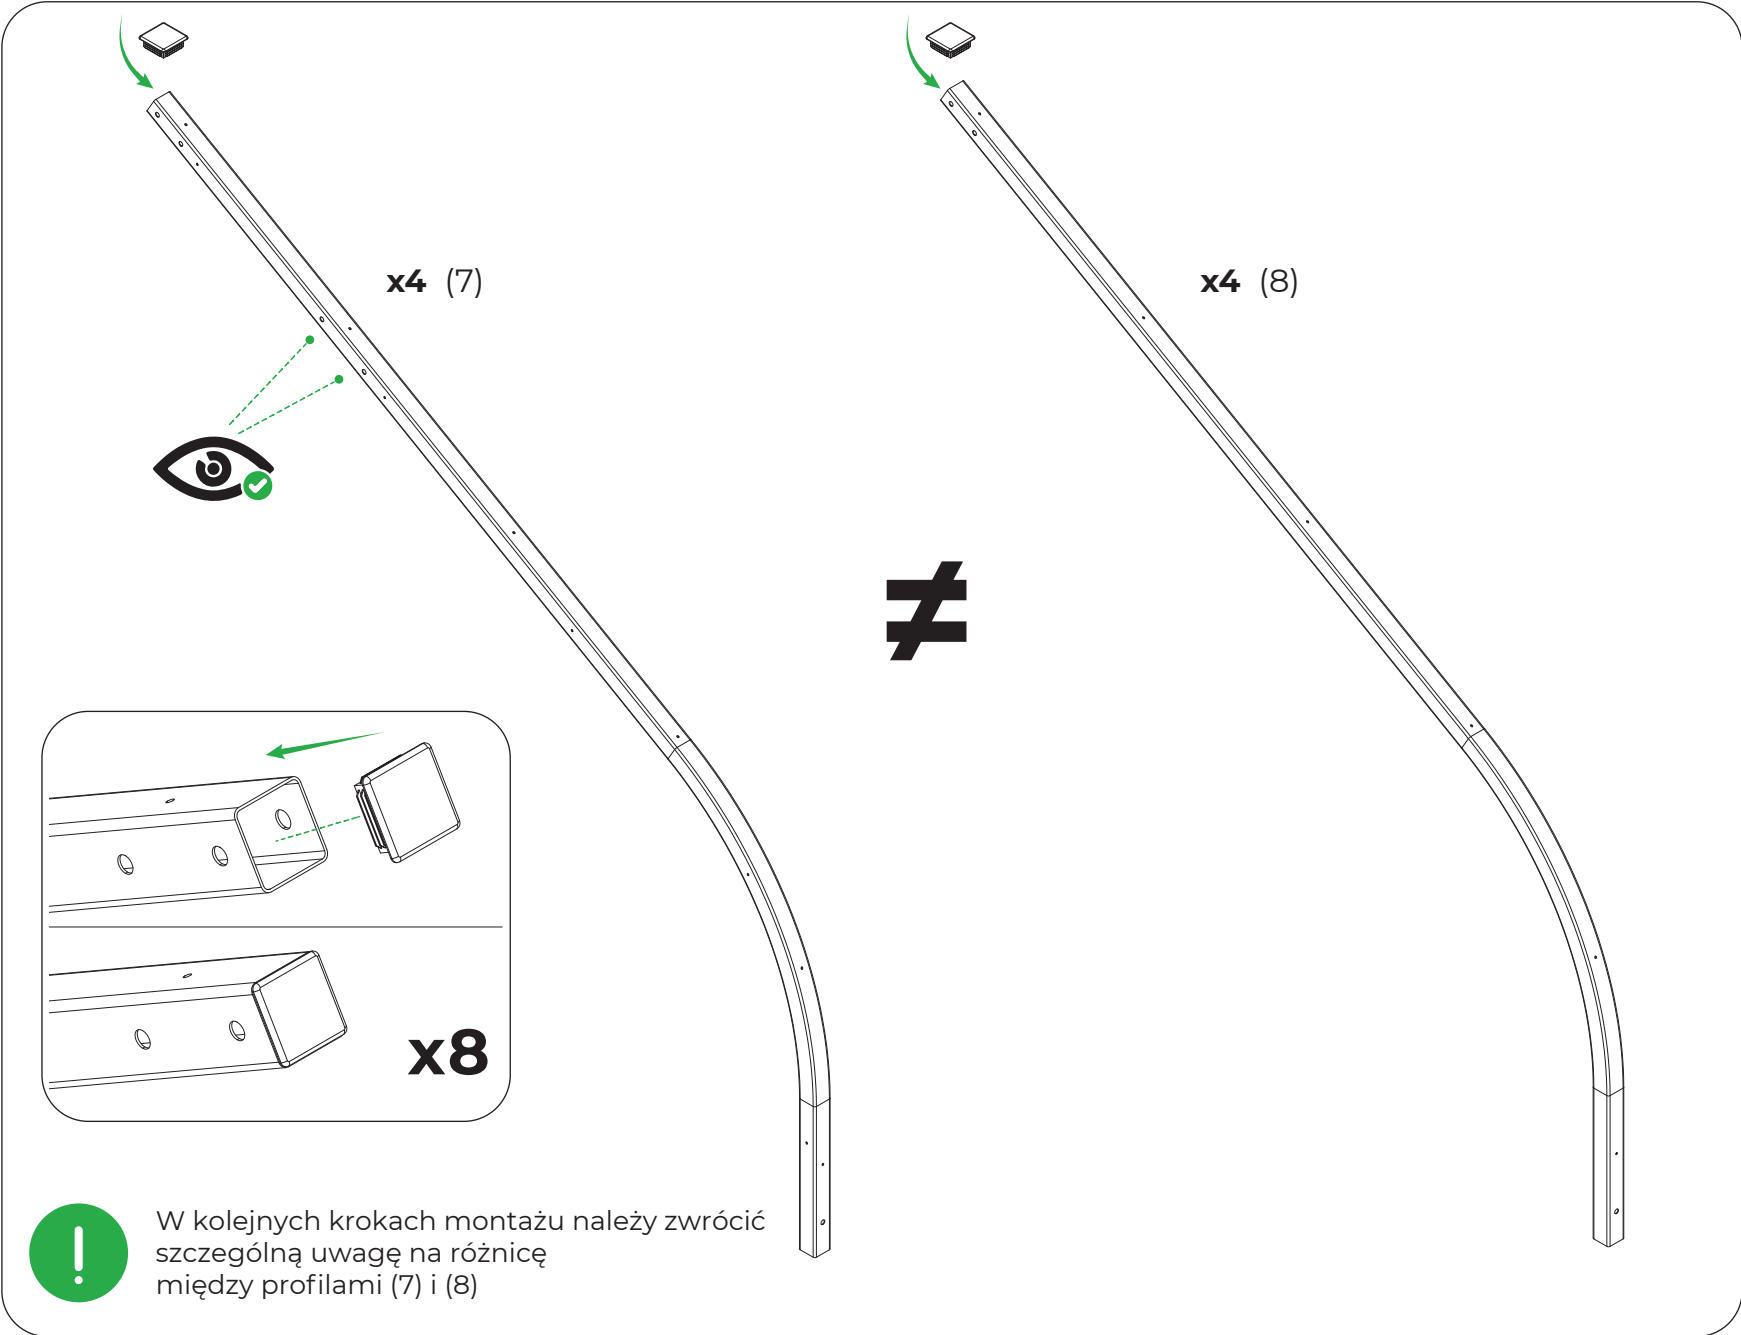 x4 (7)
x4 (8)
≠
x8
W kolejnych krokach montażu należy zwrócić
szczególną uwagę na różnicę
między profilami (7) i (8)